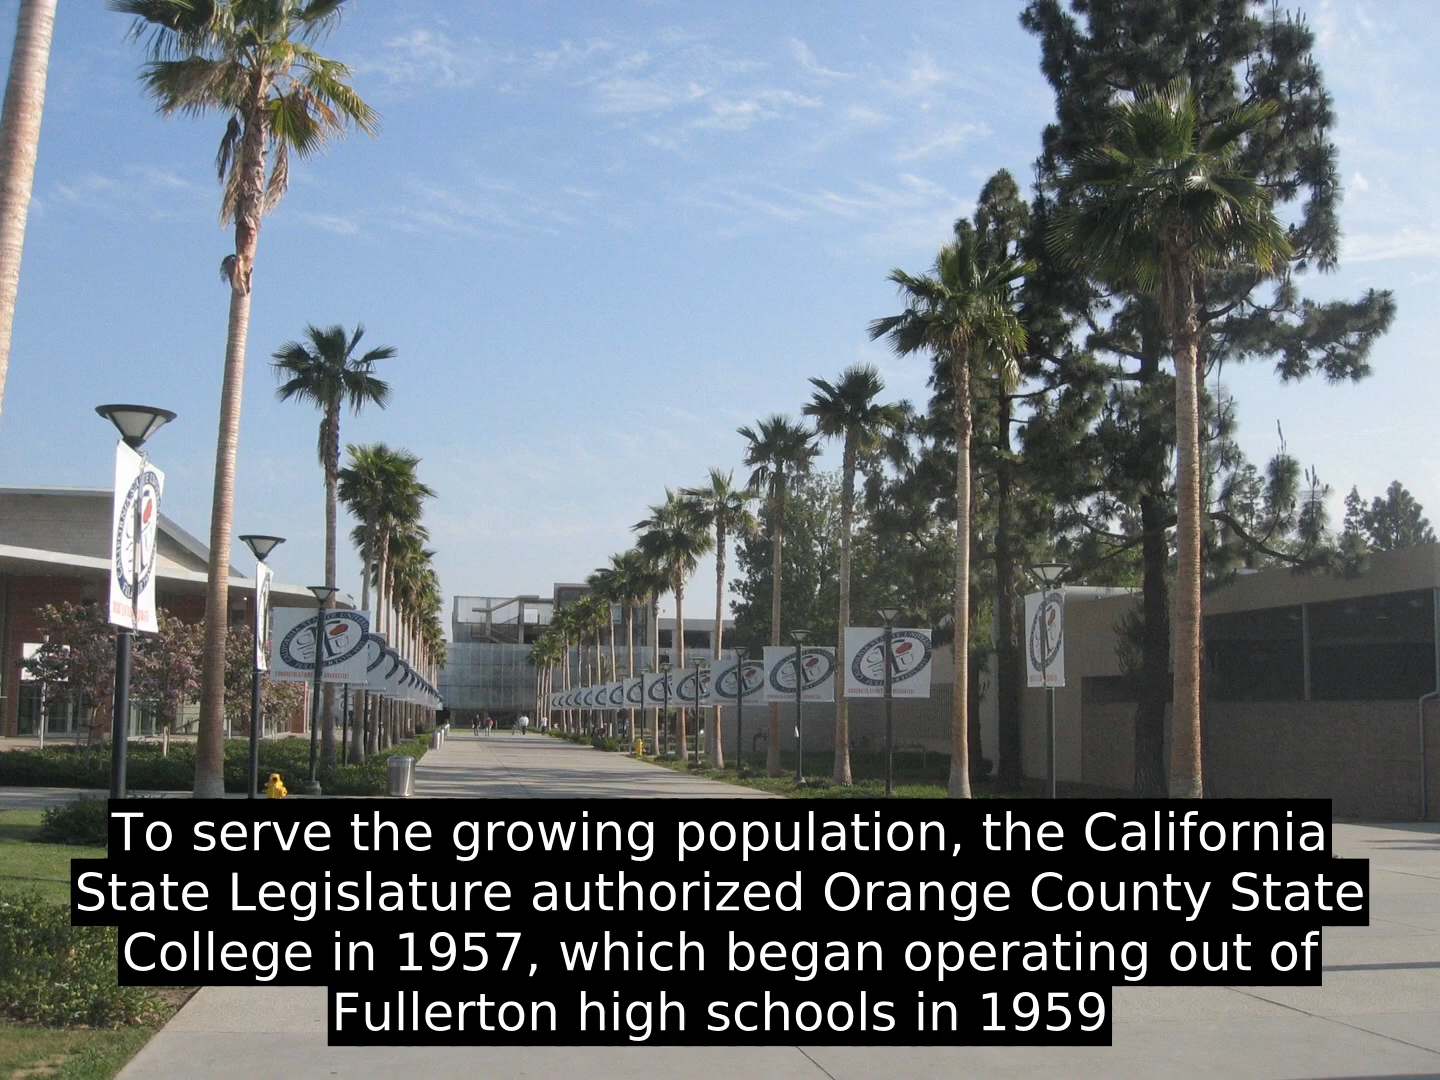 To serve the growing population, the California
State Legislature authorized Orange County State
College in 1957, which began operating out of
Fullerton high schools in 1959